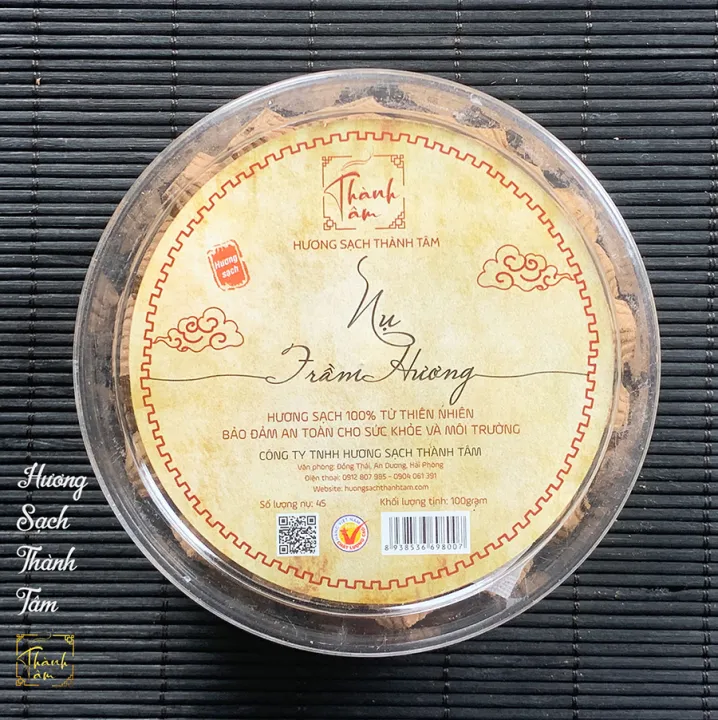 Thành
Tâm
HƯƠNG SẠCH THÀNH TÂM
Hương
sạch
Nụ
Trầm Hương
HƯƠNG SẠCH 100% TỪ THIÊN NHIÊN
BẢO ĐẢM AN TOÀN CHO SỨC KHỎE VÀ MÔI TRƯỜNG
CÔNG TY TNHH HƯƠNG SẠCH THÀNH TÂM
Văn phòng: Đồng Thái, An Dương, Hải Phòng
Điện thoại: 0912 807 985 - 0904 061 391
Website: huongsachthanhtam.com
Số lượng nụ: 45
Khối lượng tịnh: 100gram
8938536698007
Hương
Sạch
Thành
Tâm
Thành
Tâm